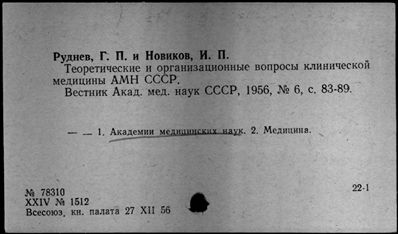 Руднев, Г. П. и Новиков, И. П.
Теоретические и организационные вопросы клинической
медицины АМН СССР.
Вестник Акад. мед. наук СССР, 1956, № 6, с. 83-89.
— — 1. Академии медицинских наук. 2. Медицина.
№ 78310
22-1
XXIV № 1512
Всесоюз. кн. палата 27 XII 56